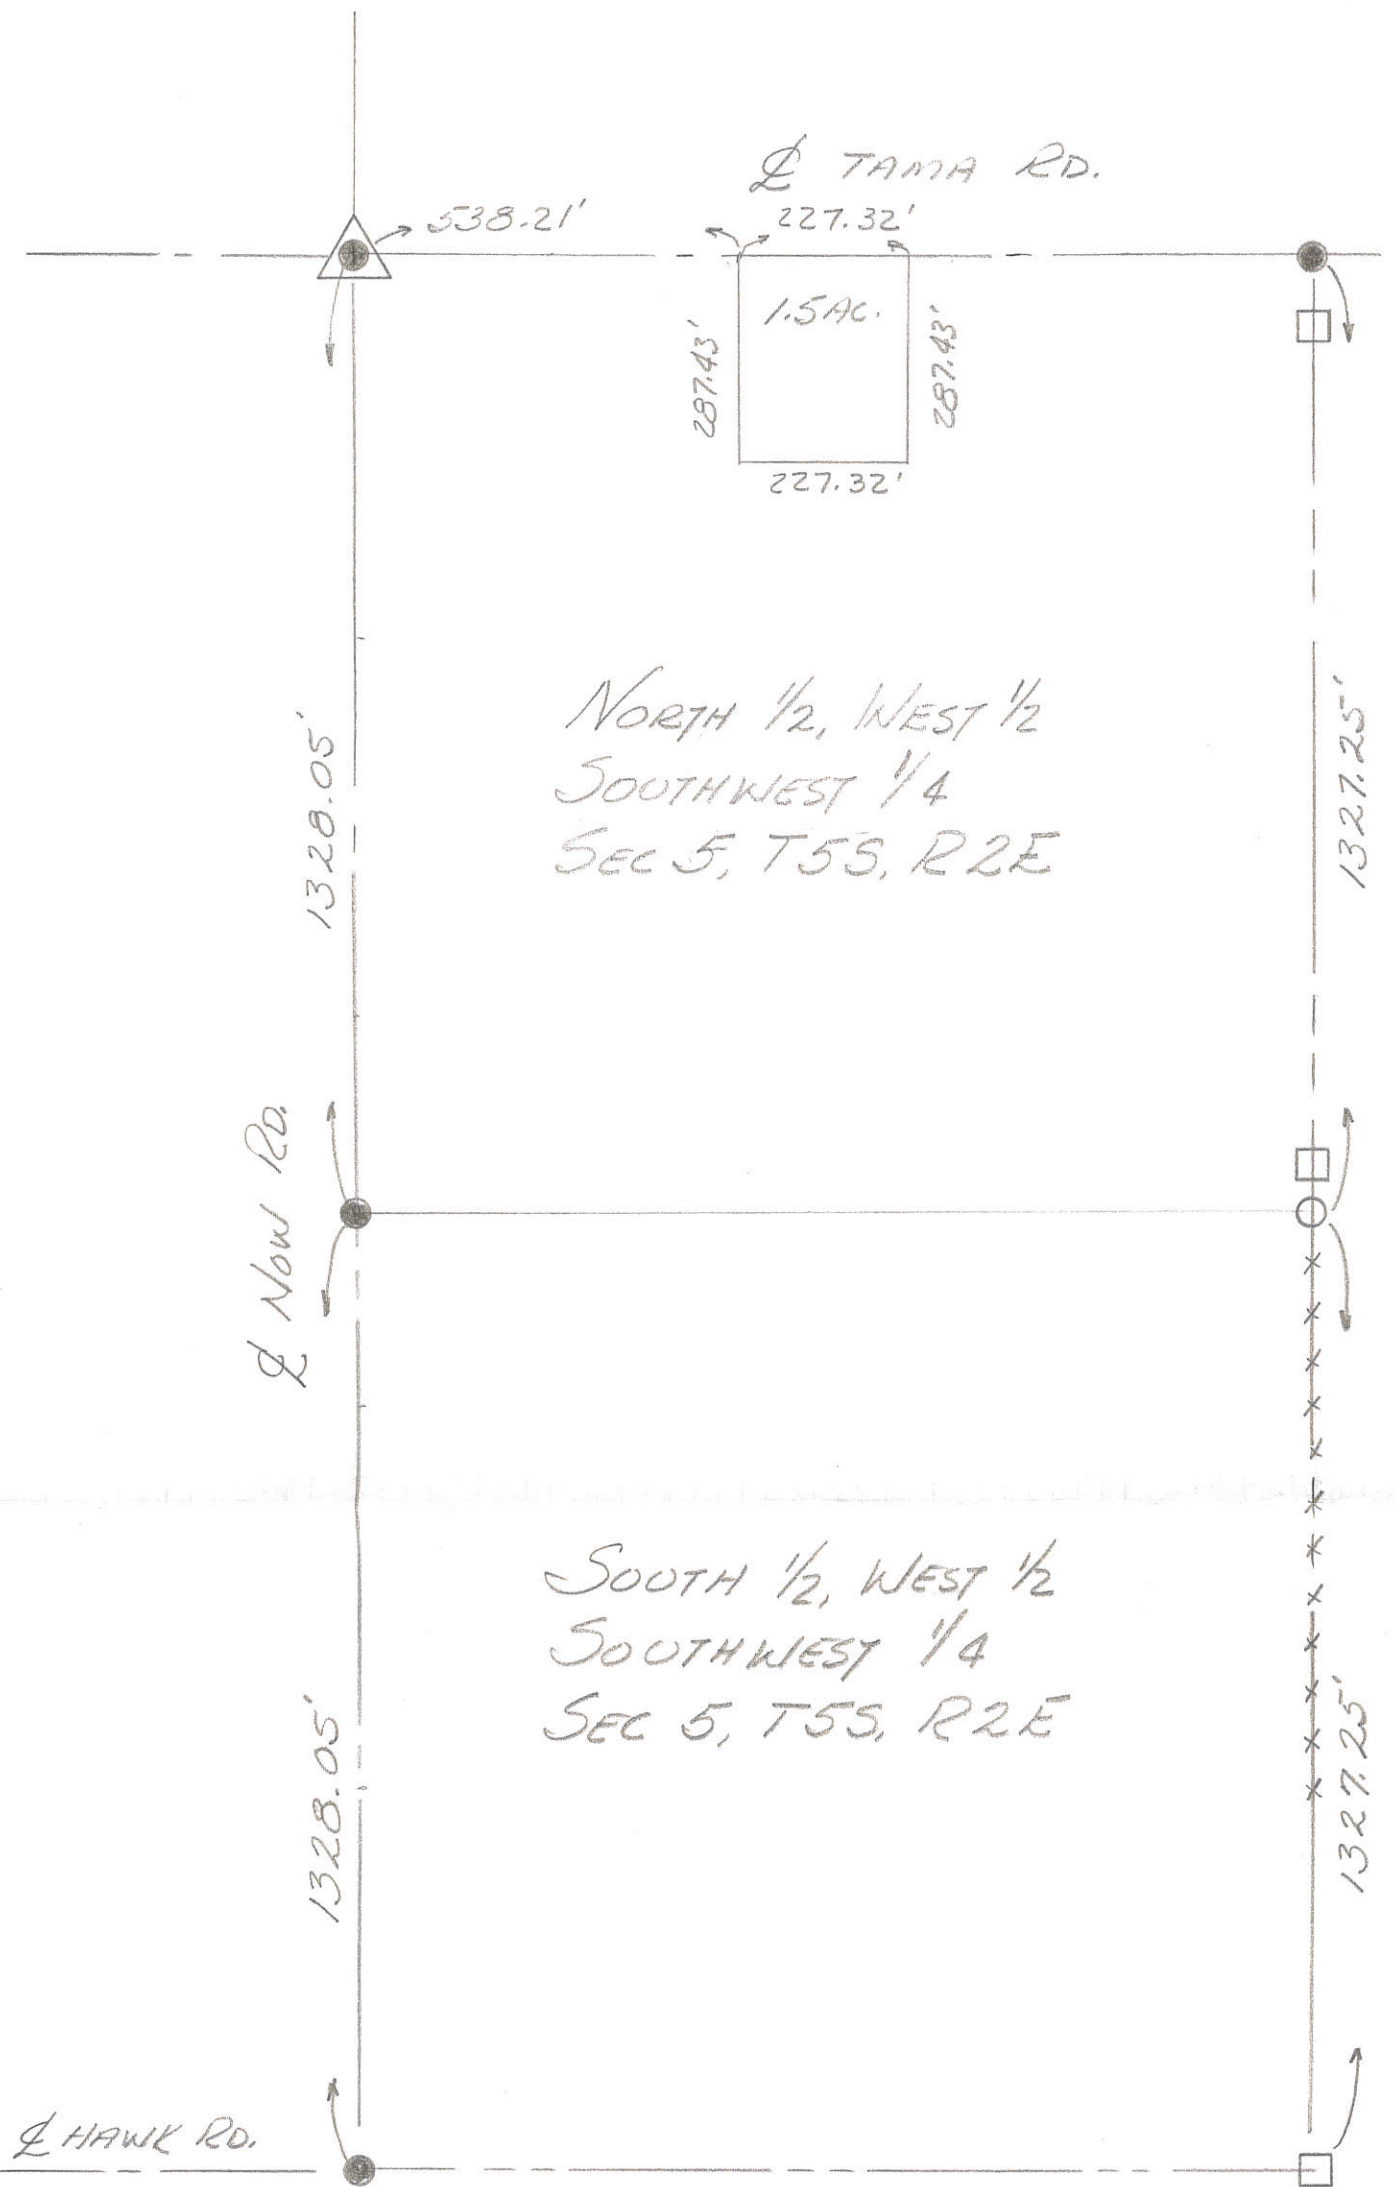 ℄ TAMA RD.
538.21'
227.32'
1.5 AC.
287.43'
287.43'
227.32'
NORTH 1/2, WEST 1/2
SOUTHWEST 1/4
SEC 5, T5S, R2E
1328.05'
1327.25'
℄ NOW RD.
SOUTH 1/2, WEST 1/2
SOUTHWEST 1/4
SEC 5, T5S, R2E
1328.05'
1327.25'
℄ HAWK RD.